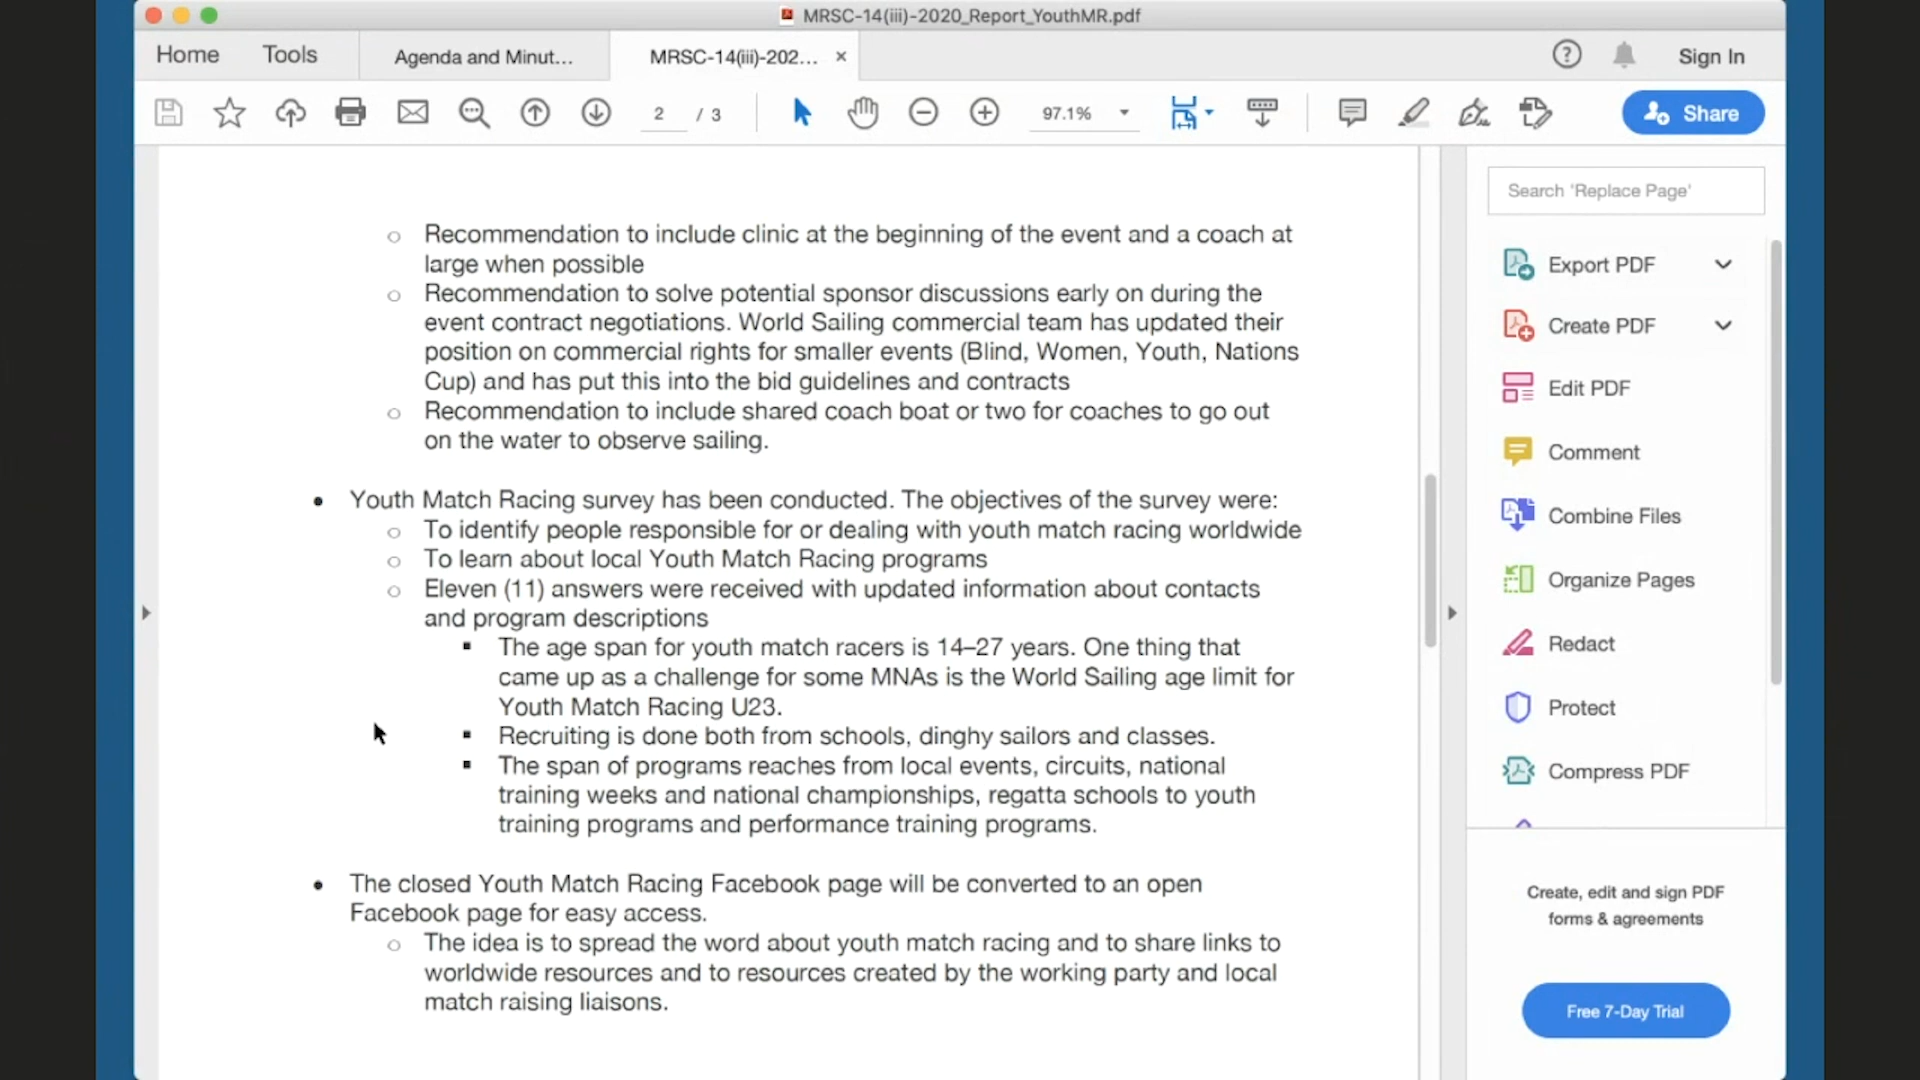 MRSC-14(iii)-2020_Report_YouthMR.pdf
Home Tools Agenda and Minut... MRSC-14(iii)-202... × ? Sign In
2 / 3 97.1% Share
Search 'Replace Page'
Export PDF
Create PDF
Edit PDF
Comment
Combine Files
Organize Pages
Redact
Protect
Compress PDF
Create, edit and sign PDF
forms & agreements
Free 7-Day Trial
○ Recommendation to include clinic at the beginning of the event and a coach at
large when possible
○ Recommendation to solve potential sponsor discussions early on during the
event contract negotiations. World Sailing commercial team has updated their
position on commercial rights for smaller events (Blind, Women, Youth, Nations
Cup) and has put this into the bid guidelines and contracts
○ Recommendation to include shared coach boat or two for coaches to go out
on the water to observe sailing.
• Youth Match Racing survey has been conducted. The objectives of the survey were:
○ To identify people responsible for or dealing with youth match racing worldwide
○ To learn about local Youth Match Racing programs
○ Eleven (11) answers were received with updated information about contacts
and program descriptions
▪ The age span for youth match racers is 14–27 years. One thing that
came up as a challenge for some MNAs is the World Sailing age limit for
Youth Match Racing U23.
▪ Recruiting is done both from schools, dinghy sailors and classes.
▪ The span of programs reaches from local events, circuits, national
training weeks and national championships, regatta schools to youth
training programs and performance training programs.
• The closed Youth Match Racing Facebook page will be converted to an open
Facebook page for easy access.
○ The idea is to spread the word about youth match racing and to share links to
worldwide resources and to resources created by the working party and local
match raising liaisons.